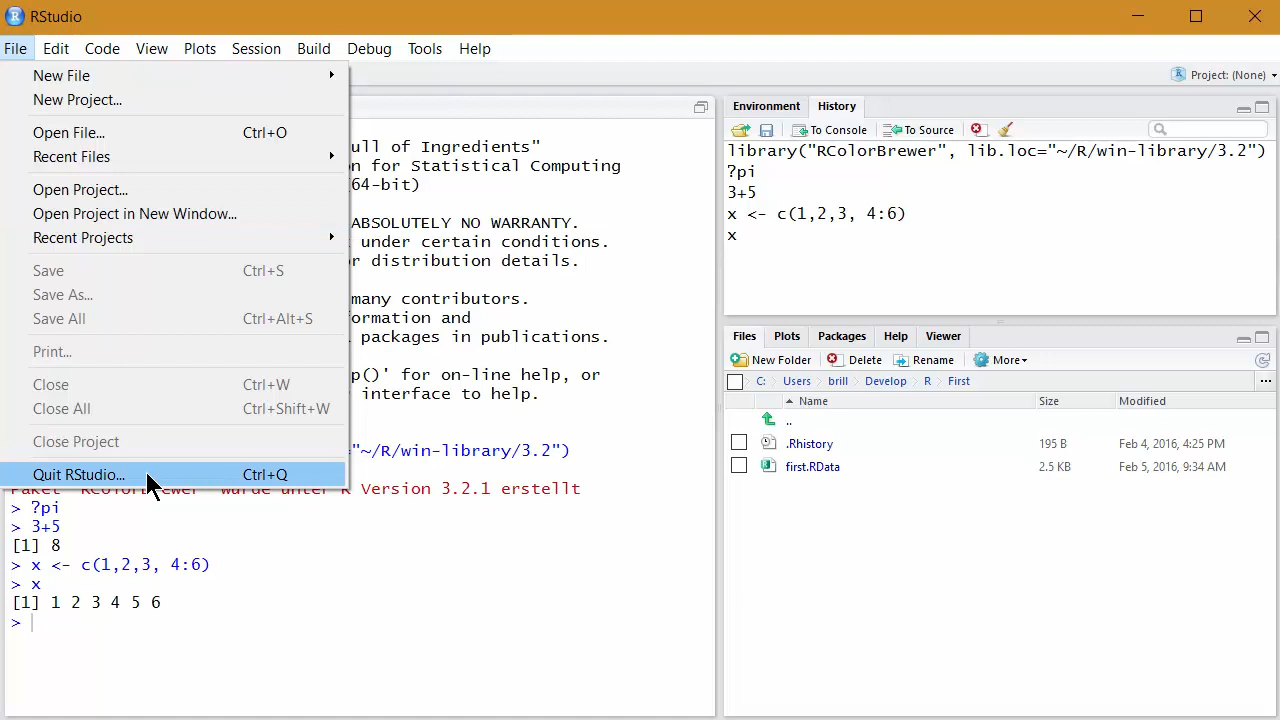 RStudio
File Edit Code View Plots Session Build Debug Tools Help
Project: (None)
New File
New Project...
Open File... Ctrl+O
Recent Files
Open Project...
Open Project in New Window...
Recent Projects
Save Ctrl+S
Save As...
Save All Ctrl+Alt+S
Print...
Close Ctrl+W
Close All Ctrl+Shift+W
Close Project
Quit RStudio... Ctrl+Q
ull of Ingredients"
n for Statistical Computing
64-bit)
ABSOLUTELY NO WARRANTY.
under certain conditions.
r distribution details.
many contributors.
formation and
packages in publications.
p()' for on-line help, or
interface to help.
="~/R/win-library/3.2")
Paket RColorBrewer wurde unter R Version 3.2.1 erstellt
> ?pi
> 3+5
[1] 8
> x <- c(1,2,3, 4:6)
> x
[1] 1 2 3 4 5 6
>
Environment History
To Console To Source
library("RColorBrewer", lib.loc="~/R/win-library/3.2")
?pi
3+5
x <- c(1,2,3, 4:6)
x
Files Plots Packages Help Viewer
New Folder Delete Rename More
C: Users brill Develop R First ...
Name Size Modified
..
.Rhistory 195 B Feb 4, 2016, 4:25 PM
first.RData 2.5 KB Feb 5, 2016, 9:34 AM